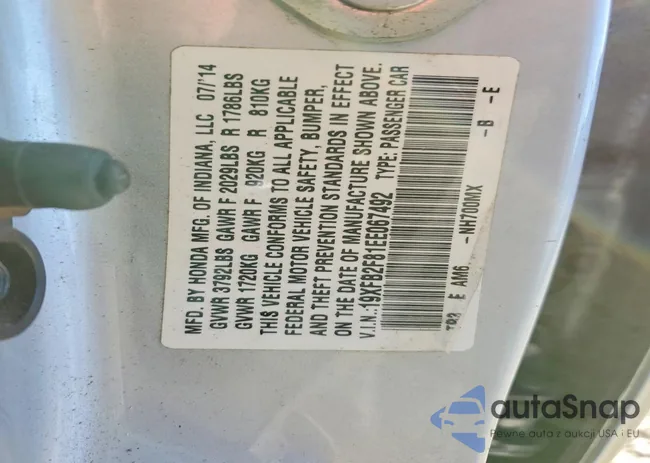 MFD. BY HONDA MFG. OF INDIANA, LLC 07/14
GVWR 3792LBS GAWR F 2029LBS R 1786LBS
GVWR 1720KG GAWR F 920KG R 810KG
THIS VEHICLE CONFORMS TO ALL APPLICABLE
FEDERAL MOTOR VEHICLE SAFETY, BUMPER,
AND THEFT PREVENTION STANDARDS IN EFFECT
ON THE DATE OF MANUFACTURE SHOWN ABOVE.
V.I.N.:19XFB2F81EE067492 TYPE: PASSENGER CAR
TR3 E AM6 -NH700MX -B -E
autaSnap
Pewne auta z aukcji USA i EU